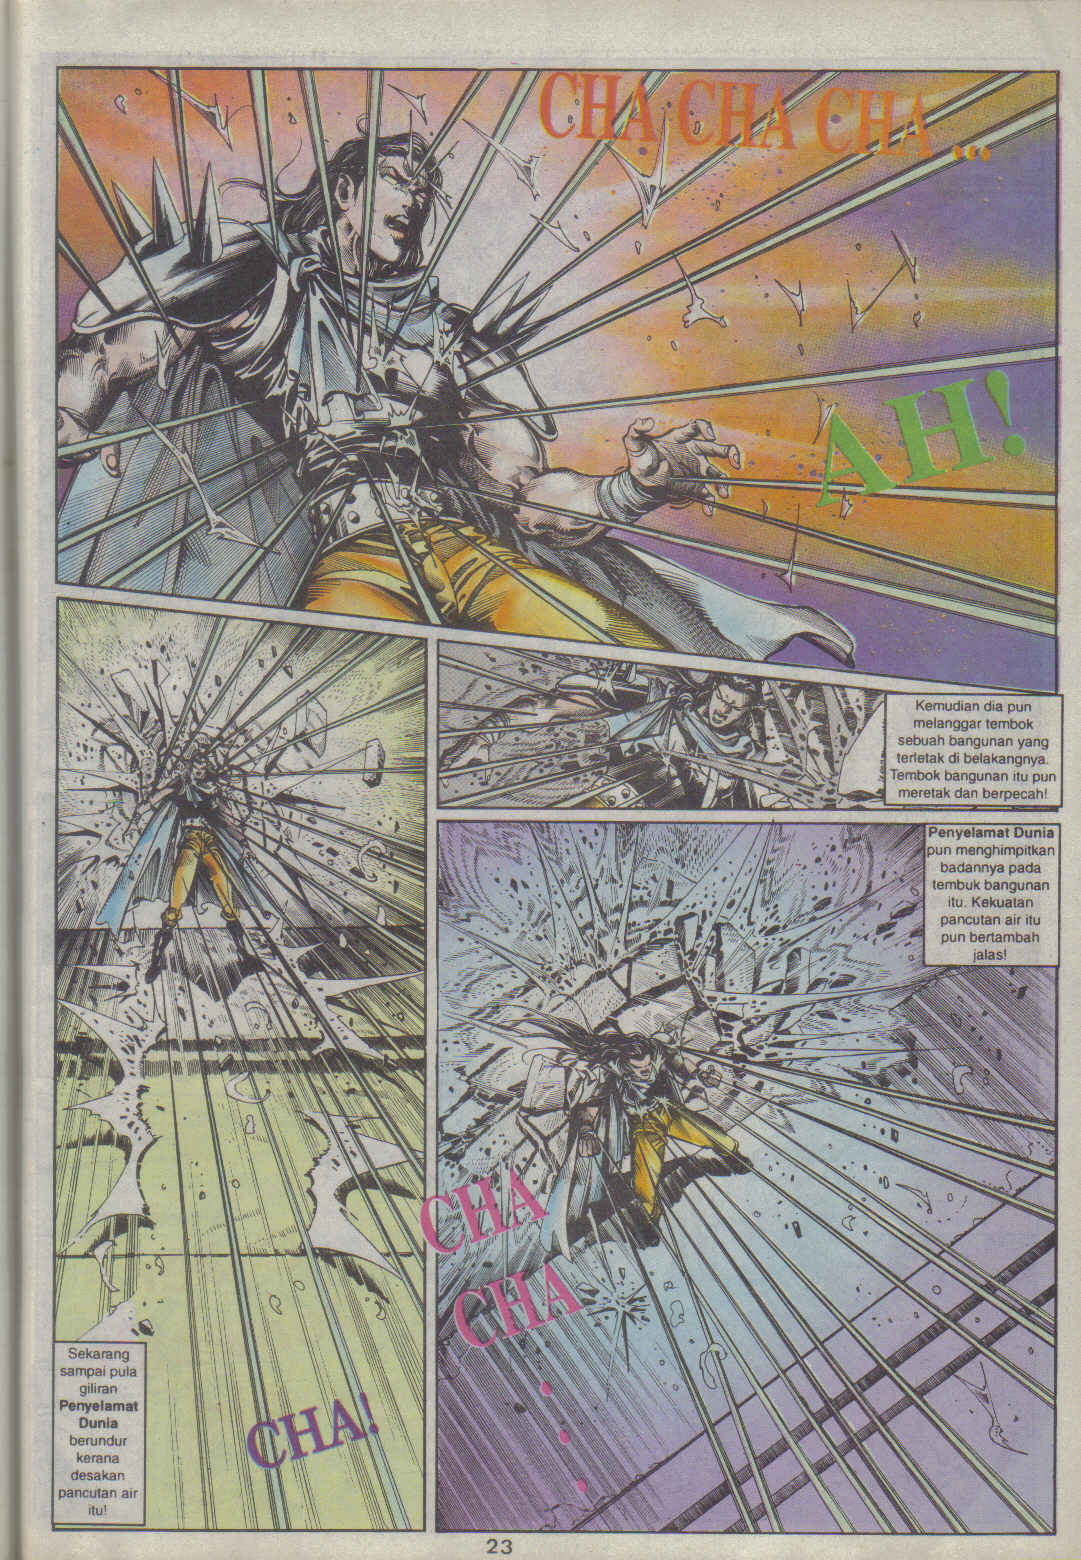 CHA CHA CHA ...
AH!
Sekarang
sampai pula
giliran
Penyelamat
Dunia
berundur
kerana
desakan
pancutan air
itu!
CHA!
Kemudian dia pun
melanggar tembok
sebuah bangunan yang
terletak di belakangnya.
Tembok bangunan itu pun
meretak dan berpecah!
Penyelamat Dunia
pun menghimpitkan
badannya pada
tembuk bangunan
itu. Kekuatan
pancutan air itu
pun bertambah
jalas!
CHA
CHA
...
23